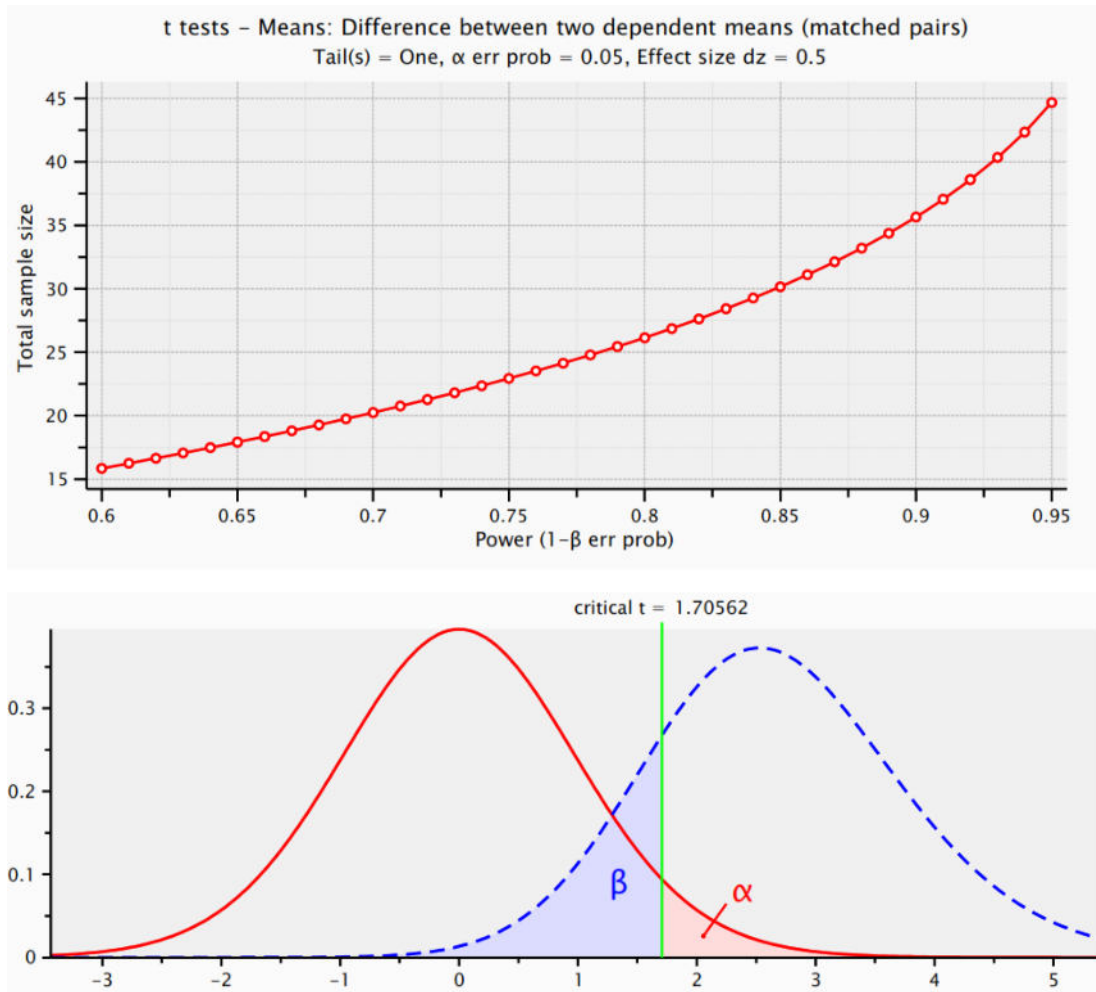 t tests – Means: Difference between two dependent means (matched pairs)
Tail(s) = One, α err prob = 0.05, Effect size dz = 0.5
45
40
35
30
25
20
15
Total sample size
0.6 0.65 0.7 0.75 0.8 0.85 0.9 0.95
Power (1–β err prob)
critical t = 1.70562
0.3
0.2
0.1
0
β
α
-3 -2 -1 0 1 2 3 4 5